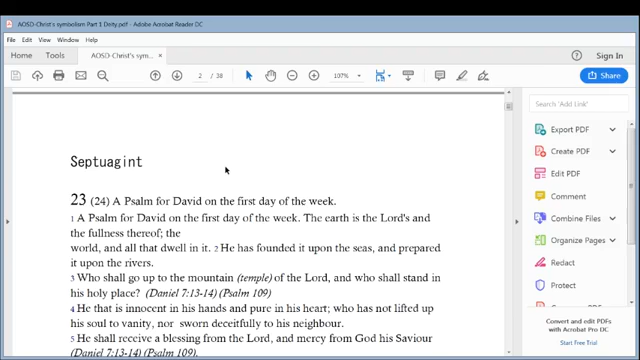 AOSD-Christ's symbolism Part 1 Deity.pdf - Adobe Acrobat Reader DC
File Edit View Window Help
Home Tools AOSD-Christ's sym... × Sign In
2 / 38 107% Share
Search 'Add Link'
Export PDF
Create PDF
Edit PDF
Comment
Combine Files
Organize Pages
Redact
Protect
Convert and edit PDFs
with Acrobat Pro DC
Start Free Trial
Septuagint
23 (24) A Psalm for David on the first day of the week.
1 A Psalm for David on the first day of the week. The earth is the Lord's and
the fullness thereof; the
world, and all that dwell in it. 2 He has founded it upon the seas, and prepared
it upon the rivers.
3 Who shall go up to the mountain (temple) of the Lord, and who shall stand in
his holy place? (Daniel 7:13-14) (Psalm 109)
4 He that is innocent in his hands and pure in his heart; who has not lifted up
his soul to vanity, nor sworn deceitfully to his neighbour.
5 He shall receive a blessing from the Lord, and mercy from God his Saviour
(Daniel 7:13-14) (Psalm 109).